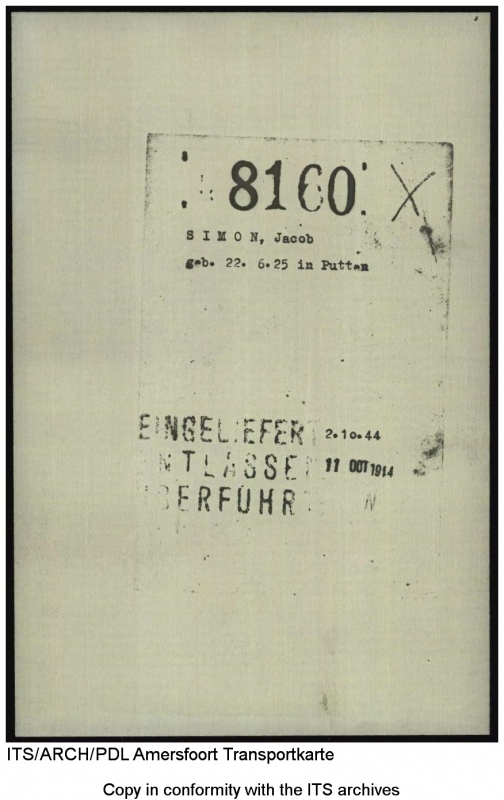 8160
SIMON, Jacob
geb. 22. 6.25 in Putten
EINGELIEFERT 2.10.44
ENTLASSEN 11 OCT 1944
ÜBERFÜHRT N
ITS/ARCH/PDL Amersfoort Transportkarte
Copy in conformity with the ITS archives